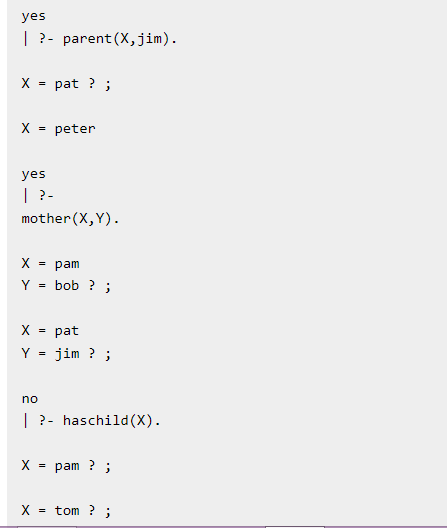 yes
| ?- parent(X,jim).
X = pat ? ;
X = peter
yes
| ?-
mother(X,Y).
X = pam
Y = bob ? ;
X = pat
Y = jim ? ;
no
| ?- haschild(X).
X = pam ? ;
X = tom ? ;